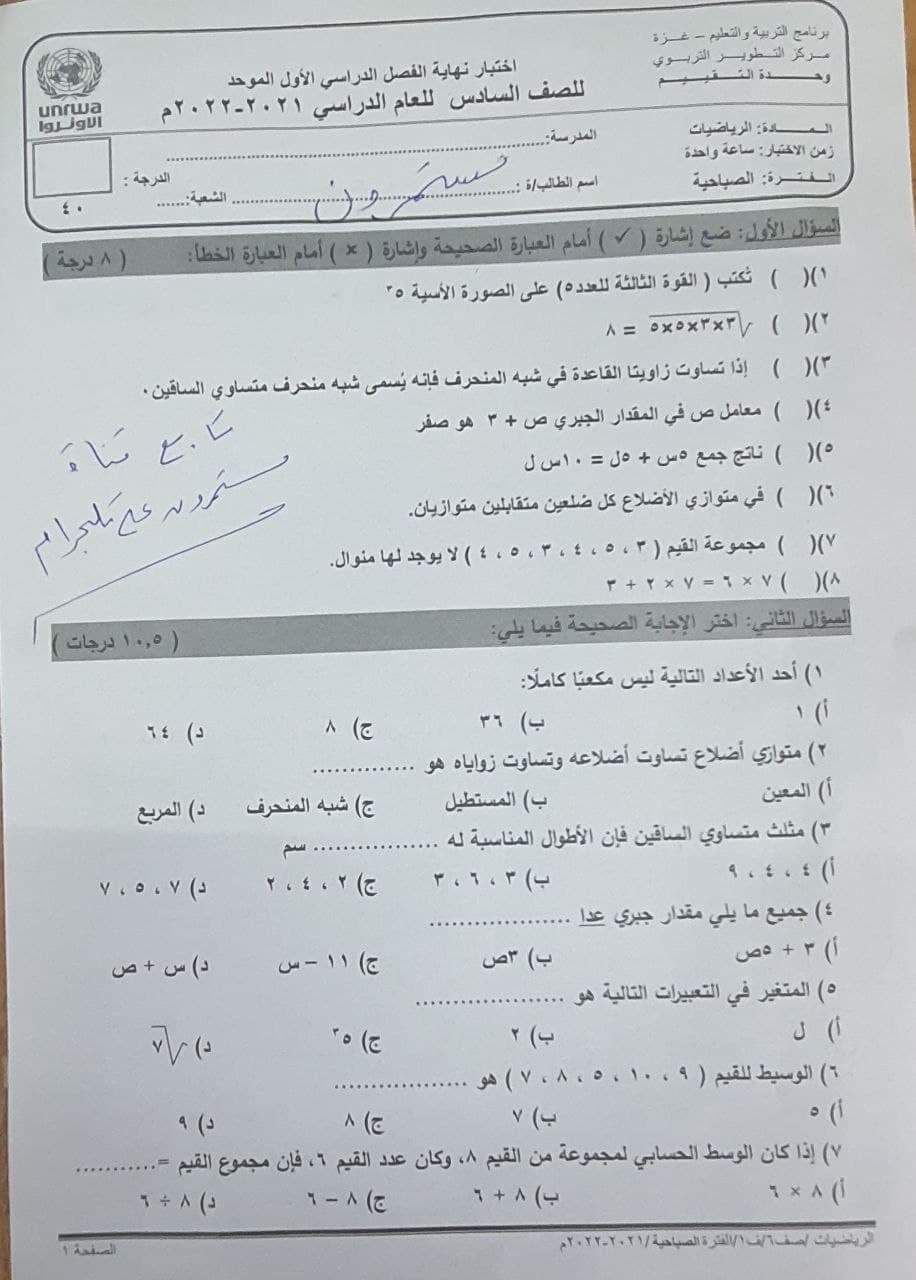 برنامج التربية والتعليم – غـزة
مركز التطوير التربوي
وحدة التقييم
اختبار نهاية الفصل الدراسي الأول الموحد
للصف السادس للعام الدراسي ٢٠٢١-٢٠٢٢م
unrwa
الأونروا
المـادة: الرياضيات
زمن الاختبار: ساعة واحدة
الفـترة: الصباحية
المدرسة: ..............................
اسم الطالب/ة: .............................. الشعبة:.......
مستمرون
الدرجة :
٤٠
السؤال الأول: ضع إشارة ( ✓ ) أمام العبارة الصحيحة وإشارة ( × ) أمام العبارة الخطأ: ( ٨ درجة )
١)( ) تُكتب ( القوة الثالثة للعدد٥) على الصورة الأسية ٥³
٢)( ) √٣×٣×٥×٥ = ٨
٣)( ) إذا تساوت زاويتا القاعدة في شبه المنحرف فإنه يُسمى شبه منحرف متساوي الساقين.
٤)( ) معامل ص في المقدار الجبري ص + ٣ هو صفر
٥)( ) ناتج جمع ٥س + ٥ل = ١٠س ل
٦)( ) في متوازي الأضلاع كل ضلعين متقابلين متوازيان.
٧)( ) مجموعة القيم ( ٣ ، ٥ ، ٤ ، ٣ ، ٥ ، ٤ ) لا يوجد لها منوال.
٨)( ) ٧ × ٦ = ٧ × ٢ + ٣
تابع قناة
مستمرون على تليجرام
السؤال الثاني: اختر الإجابة الصحيحة فيما يلي: ( ١٠,٥ درجات )
١) أحد الأعداد التالية ليس مكعبًا كاملًا:
أ) ١ ب) ٣٦ ج) ٨ د) ٦٤
٢) متوازي أضلاع تساوت أضلاعه وتساوت زواياه هو ..............
أ) المعين ب) المستطيل ج) شبه المنحرف د) المربع
٣) مثلث متساوي الساقين فإن الأطوال المناسبة له .................. سم
أ) ٤ ، ٤ ، ٩ ب) ٣ ، ٦ ، ٣ ج) ٢ ، ٤ ، ٢ د) ٧ ، ٥ ، ٧
٤) جميع ما يلي مقدار جبري عدا ....................
أ) ٣ + ٥ص ب) ٣ص ج) ١١ – س د) س + ص
٥) المتغير في التعبيرات التالية هو .....................
أ) ل ب) ٢ ج) ٥³ د) √٧
٦) الوسيط للقيم ( ٩ ، ١٠ ، ٥ ، ٨ ، ٧ ) هو ...................
أ) ٥ ب) ٧ ج) ٨ د) ٩
٧) إذا كان الوسط الحسابي لمجموعة من القيم ٨، وكان عدد القيم ٦، فإن مجموع القيم =...........
أ) ٨ × ٦ ب) ٨ + ٦ ج) ٨ – ٦ د) ٨ ÷ ٦
الرياضيات /صف٦/ف١/الفترة الصباحية/٢٠٢١-٢٠٢٢م
الصفحة ١